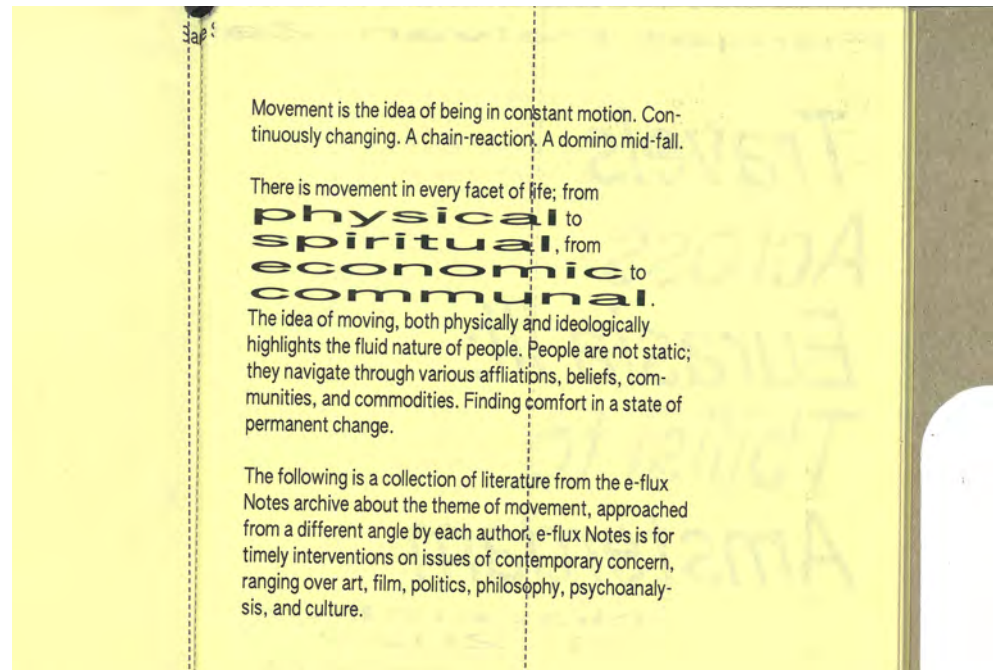 Movement is the idea of being in constant motion. Con-
tinuously changing. A chain-reaction. A domino mid-fall.
There is movement in every facet of life; from
physical to
spiritual, from
economic to
communal.
The idea of moving, both physically and ideologically
highlights the fluid nature of people. People are not static;
they navigate through various affliations, beliefs, com-
munities, and commodities. Finding comfort in a state of
permanent change.
The following is a collection of literature from the e-flux
Notes archive about the theme of movement, approached
from a different angle by each author. e-flux Notes is for
timely interventions on issues of contemporary concern,
ranging over art, film, politics, philosophy, psychoanaly-
sis, and culture.
Travels
Across